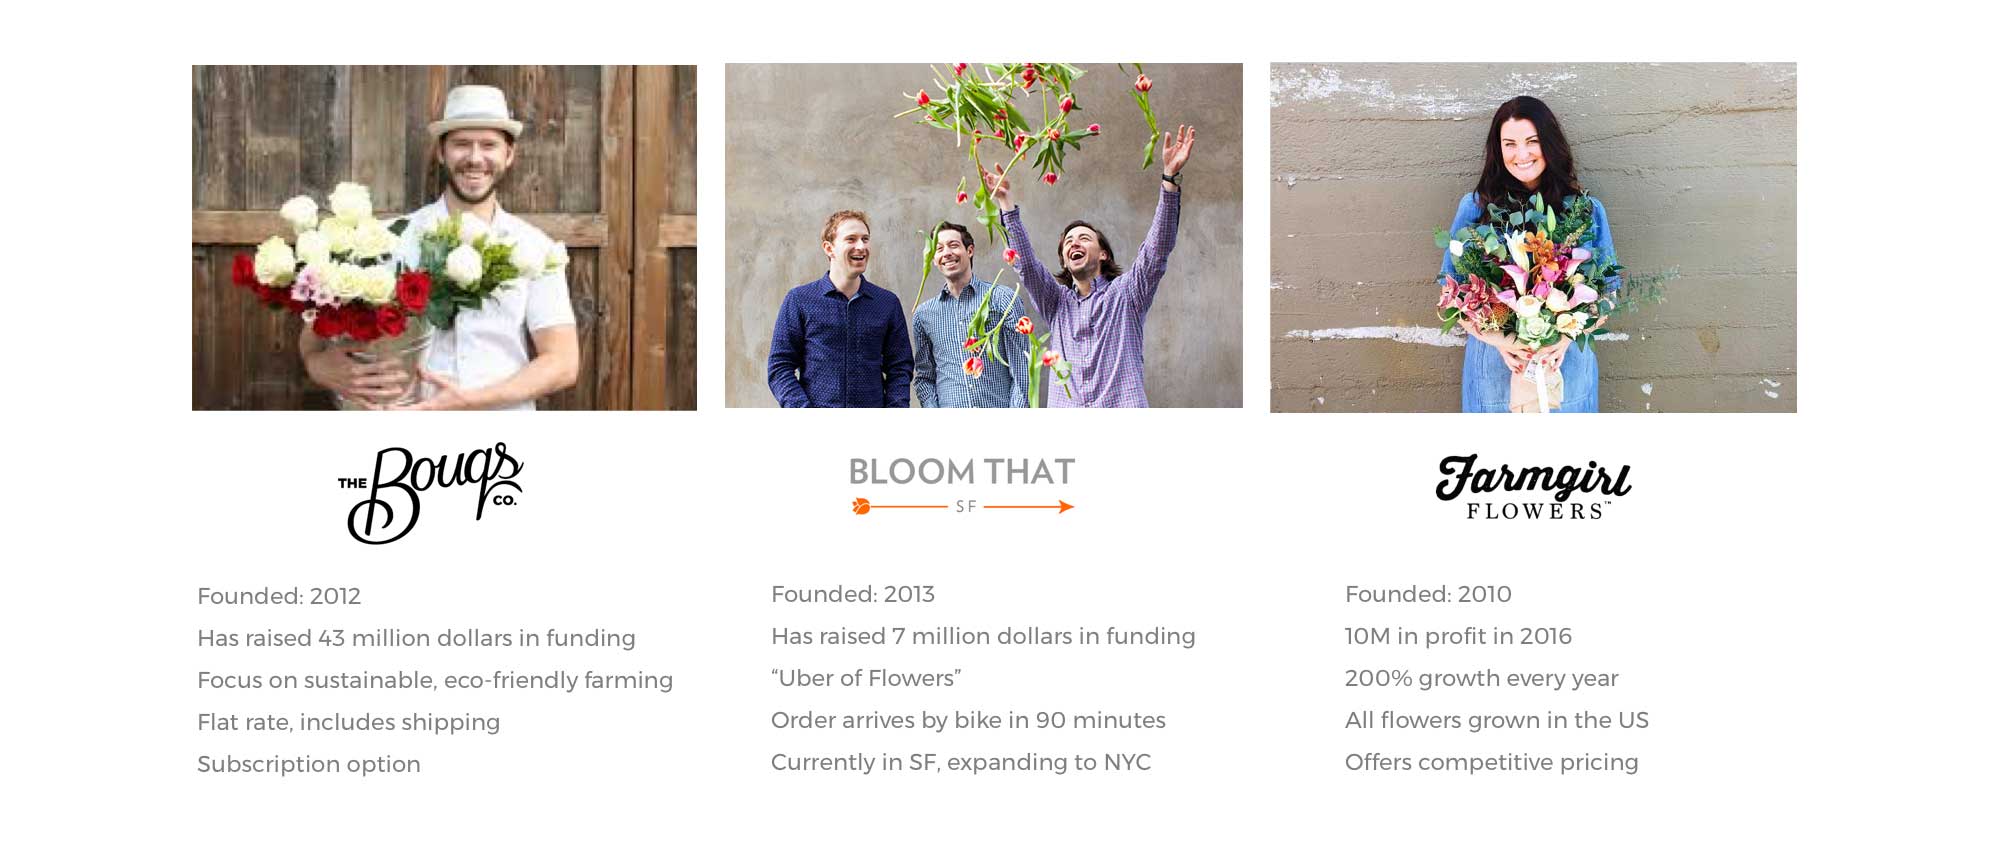 THE Bouqs CO.
Founded: 2012
Has raised 43 million dollars in funding
Focus on sustainable, eco-friendly farming
Flat rate, includes shipping
Subscription option
BLOOM THAT
SF
Founded: 2013
Has raised 7 million dollars in funding
“Uber of Flowers”
Order arrives by bike in 90 minutes
Currently in SF, expanding to NYC
Farmgirl
FLOWERS™
Founded: 2010
10M in profit in 2016
200% growth every year
All flowers grown in the US
Offers competitive pricing